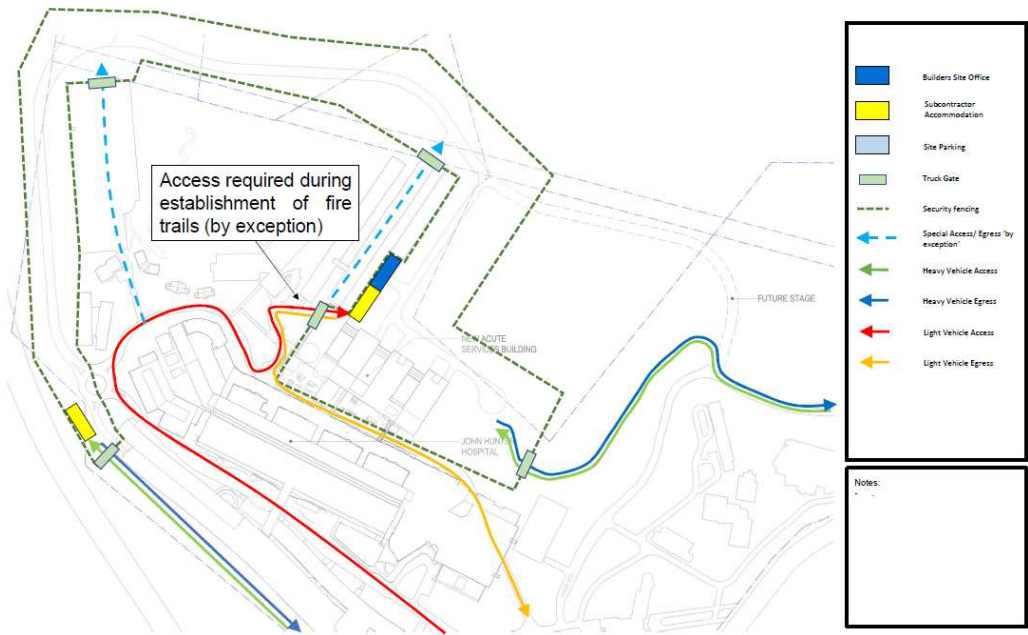 Access required during
establishment of fire
trails (by exception)
FUTURE STAGE
NEW ACUTE
SERVICES BUILDING
JOHN HUNTER
HOSPITAL
Builders Site Office
Subcontractor
Accommodation
Site Parking
Truck Gate
Security fencing
Special Access/ Egress 'by
exception'
Heavy Vehicle Access
Heavy Vehicle Egress
Light Vehicle Access
Light Vehicle Egress
Notes: